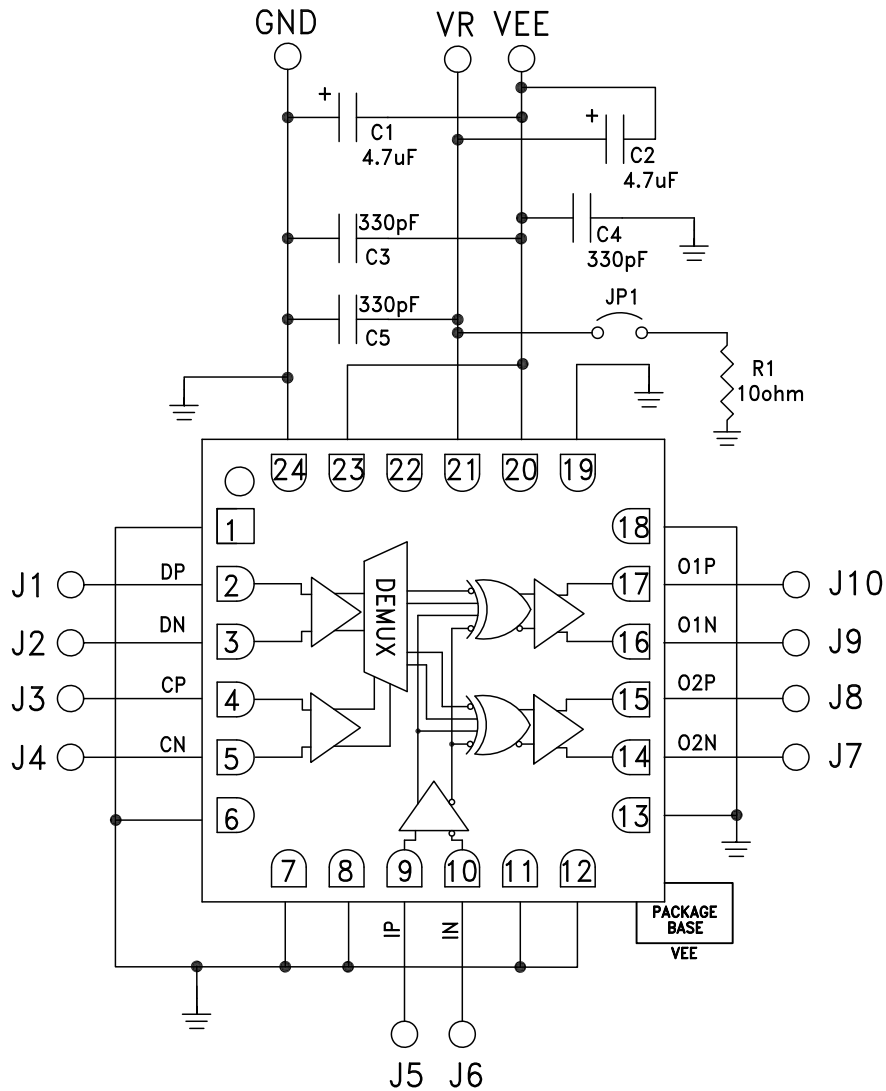 GND VR VEE
+
C1
4.7uF
+
C2
4.7uF
330pF
C3
C4
330pF
330pF
C5
JP1
R1
10ohm
24 23 22 21 20 19
1 18
J1 DP 2 17 O1P J10
DEMUX
J2 DN 3 16 O1N J9
J3 CP 4 15 O2P J8
J4 CN 5 14 O2N J7
6 13
7 8 9 10 11 12
IP IN
PACKAGE
BASE
VEE
J5 J6